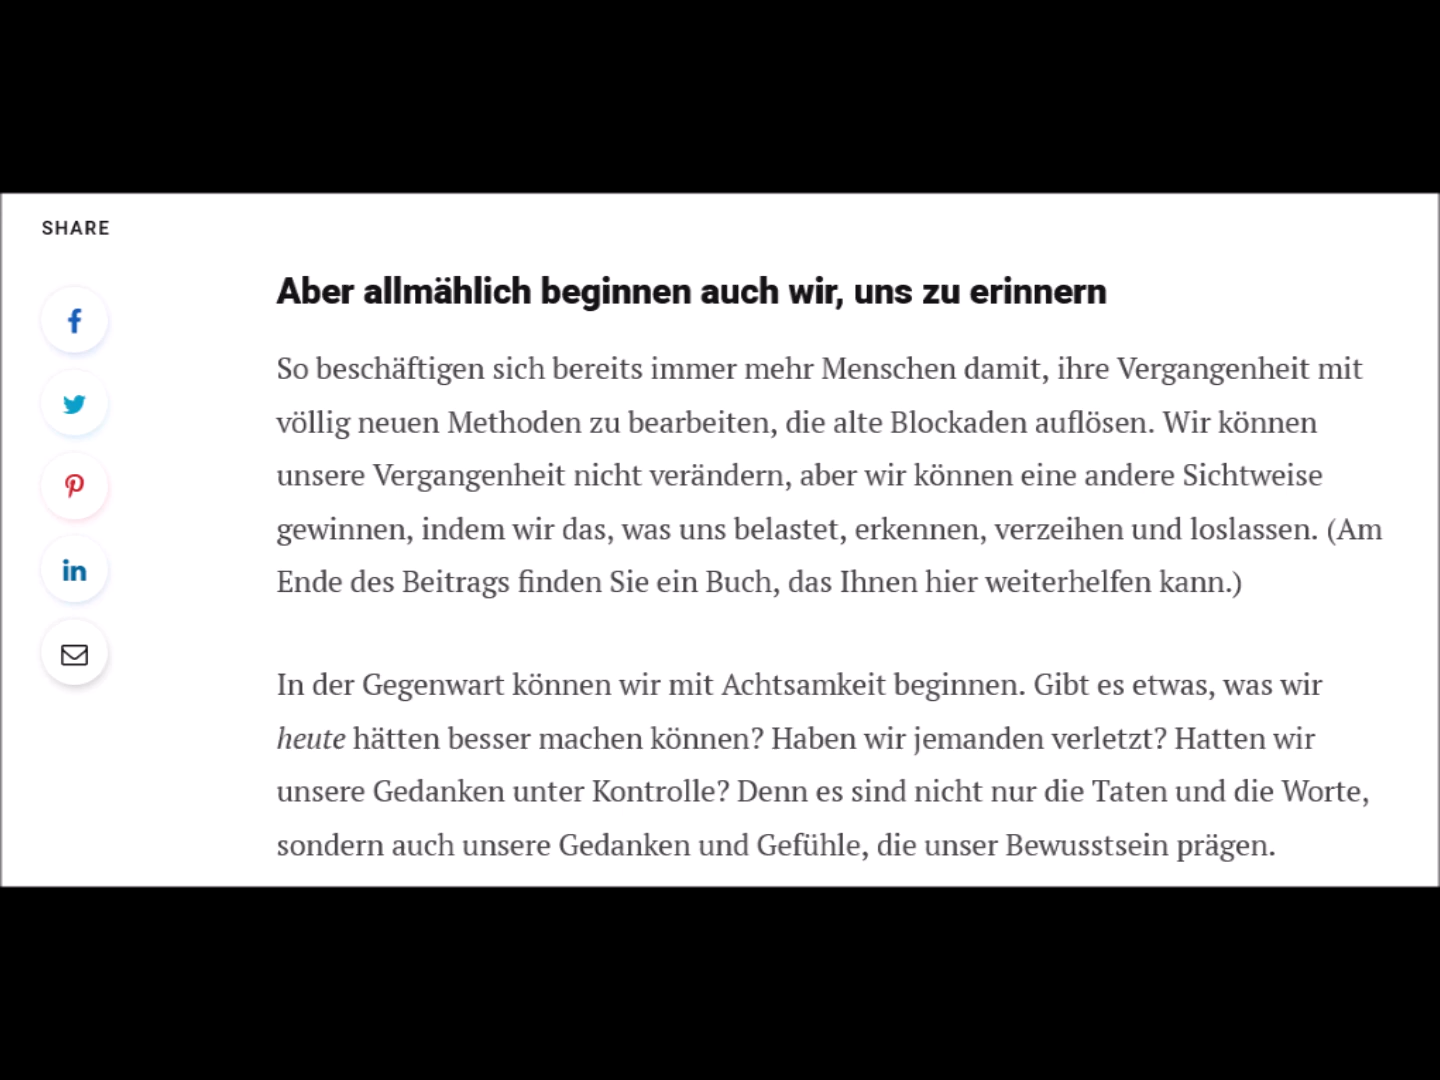 SHARE
Aber allmählich beginnen auch wir, uns zu erinnern
So beschäftigen sich bereits immer mehr Menschen damit, ihre Vergangenheit mit
völlig neuen Methoden zu bearbeiten, die alte Blockaden auflösen. Wir können
unsere Vergangenheit nicht verändern, aber wir können eine andere Sichtweise
gewinnen, indem wir das, was uns belastet, erkennen, verzeihen und loslassen. (Am
Ende des Beitrags finden Sie ein Buch, das Ihnen hier weiterhelfen kann.)
In der Gegenwart können wir mit Achtsamkeit beginnen. Gibt es etwas, was wir
heute hätten besser machen können? Haben wir jemanden verletzt? Hatten wir
unsere Gedanken unter Kontrolle? Denn es sind nicht nur die Taten und die Worte,
sondern auch unsere Gedanken und Gefühle, die unser Bewusstsein prägen.